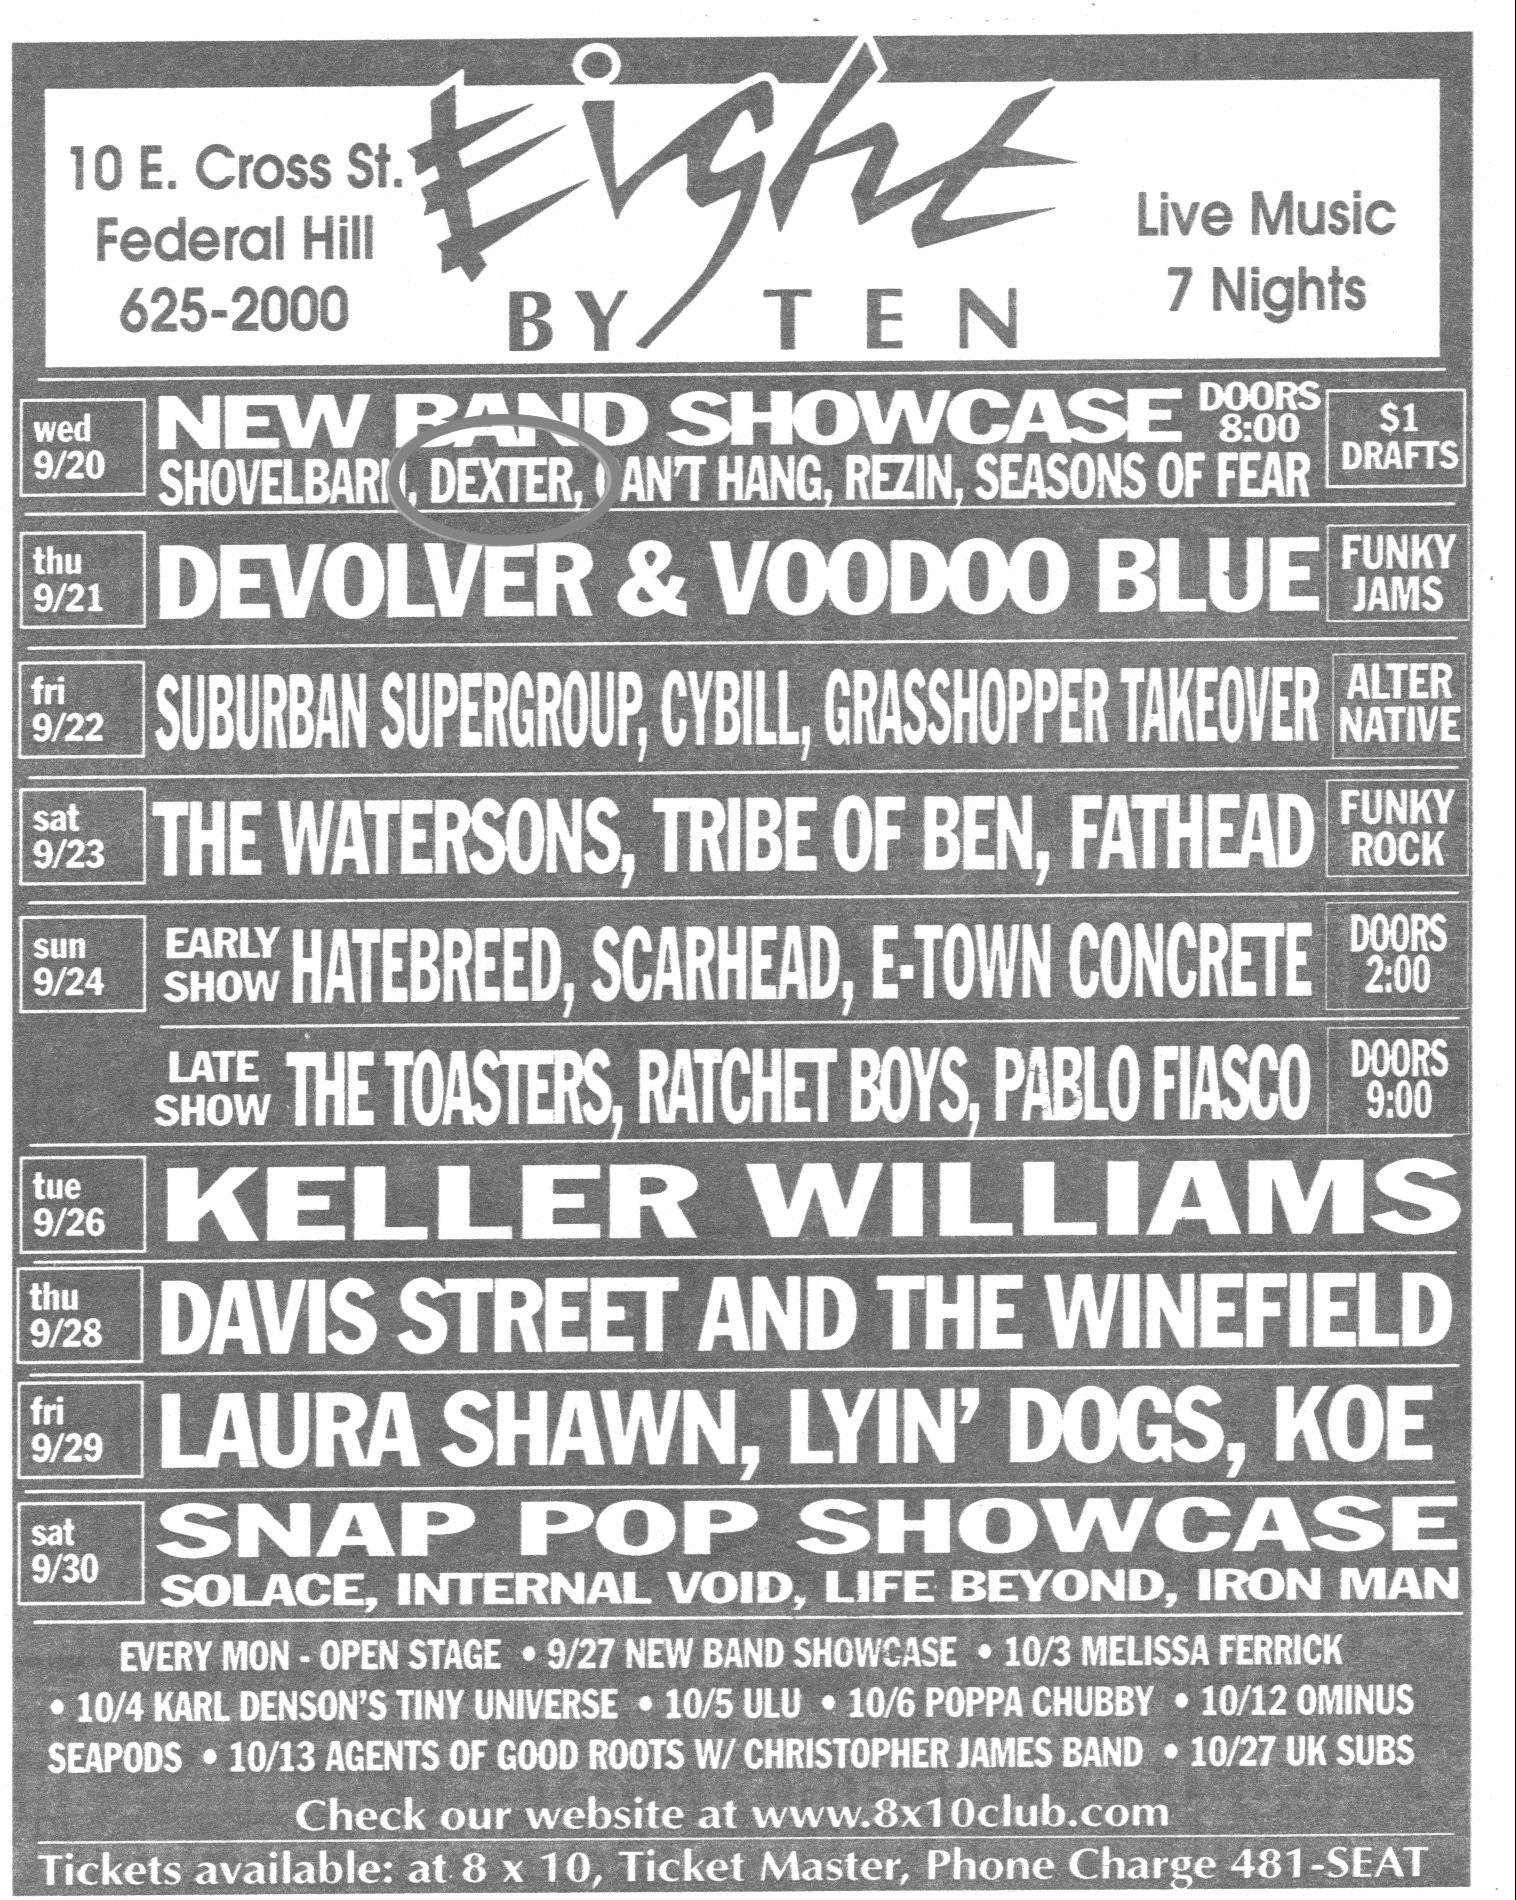 10 E. Cross St.
Federal Hill
625-2000
Eight
BY TEN
Live Music
7 Nights
wed
9/20
NEW BAND SHOWCASE
DOORS
8:00
SHOVELBARN, DEXTER, CAN'T HANG, REZIN, SEASONS OF FEAR
$1
DRAFTS
thu
9/21
DEVOLVER & VOODOO BLUE
FUNKY
JAMS
fri
9/22
SUBURBAN SUPERGROUP, CYBILL, GRASSHOPPER TAKEOVER
ALTER
NATIVE
sat
9/23
THE WATERSONS, TRIBE OF BEN, FATHEAD
FUNKY
ROCK
sun
9/24
EARLY
SHOW
HATEBREED, SCARHEAD, E-TOWN CONCRETE
DOORS
2:00
LATE
SHOW
THE TOASTERS, RATCHET BOYS, PABLO FIASCO
DOORS
9:00
tue
9/26
KELLER WILLIAMS
thu
9/28
DAVIS STREET AND THE WINEFIELD
fri
9/29
LAURA SHAWN, LYIN' DOGS, KOE
sat
9/30
SNAP POP SHOWCASE
SOLACE, INTERNAL VOID, LIFE BEYOND, IRON MAN
EVERY MON - OPEN STAGE • 9/27 NEW BAND SHOWCASE • 10/3 MELISSA FERRICK
• 10/4 KARL DENSON'S TINY UNIVERSE • 10/5 ULU • 10/6 POPPA CHUBBY • 10/12 OMINUS
SEAPODS • 10/13 AGENTS OF GOOD ROOTS W/ CHRISTOPHER JAMES BAND • 10/27 UK SUBS
Check our website at www.8x10club.com
Tickets available: at 8 x 10, Ticket Master, Phone Charge 481-SEAT